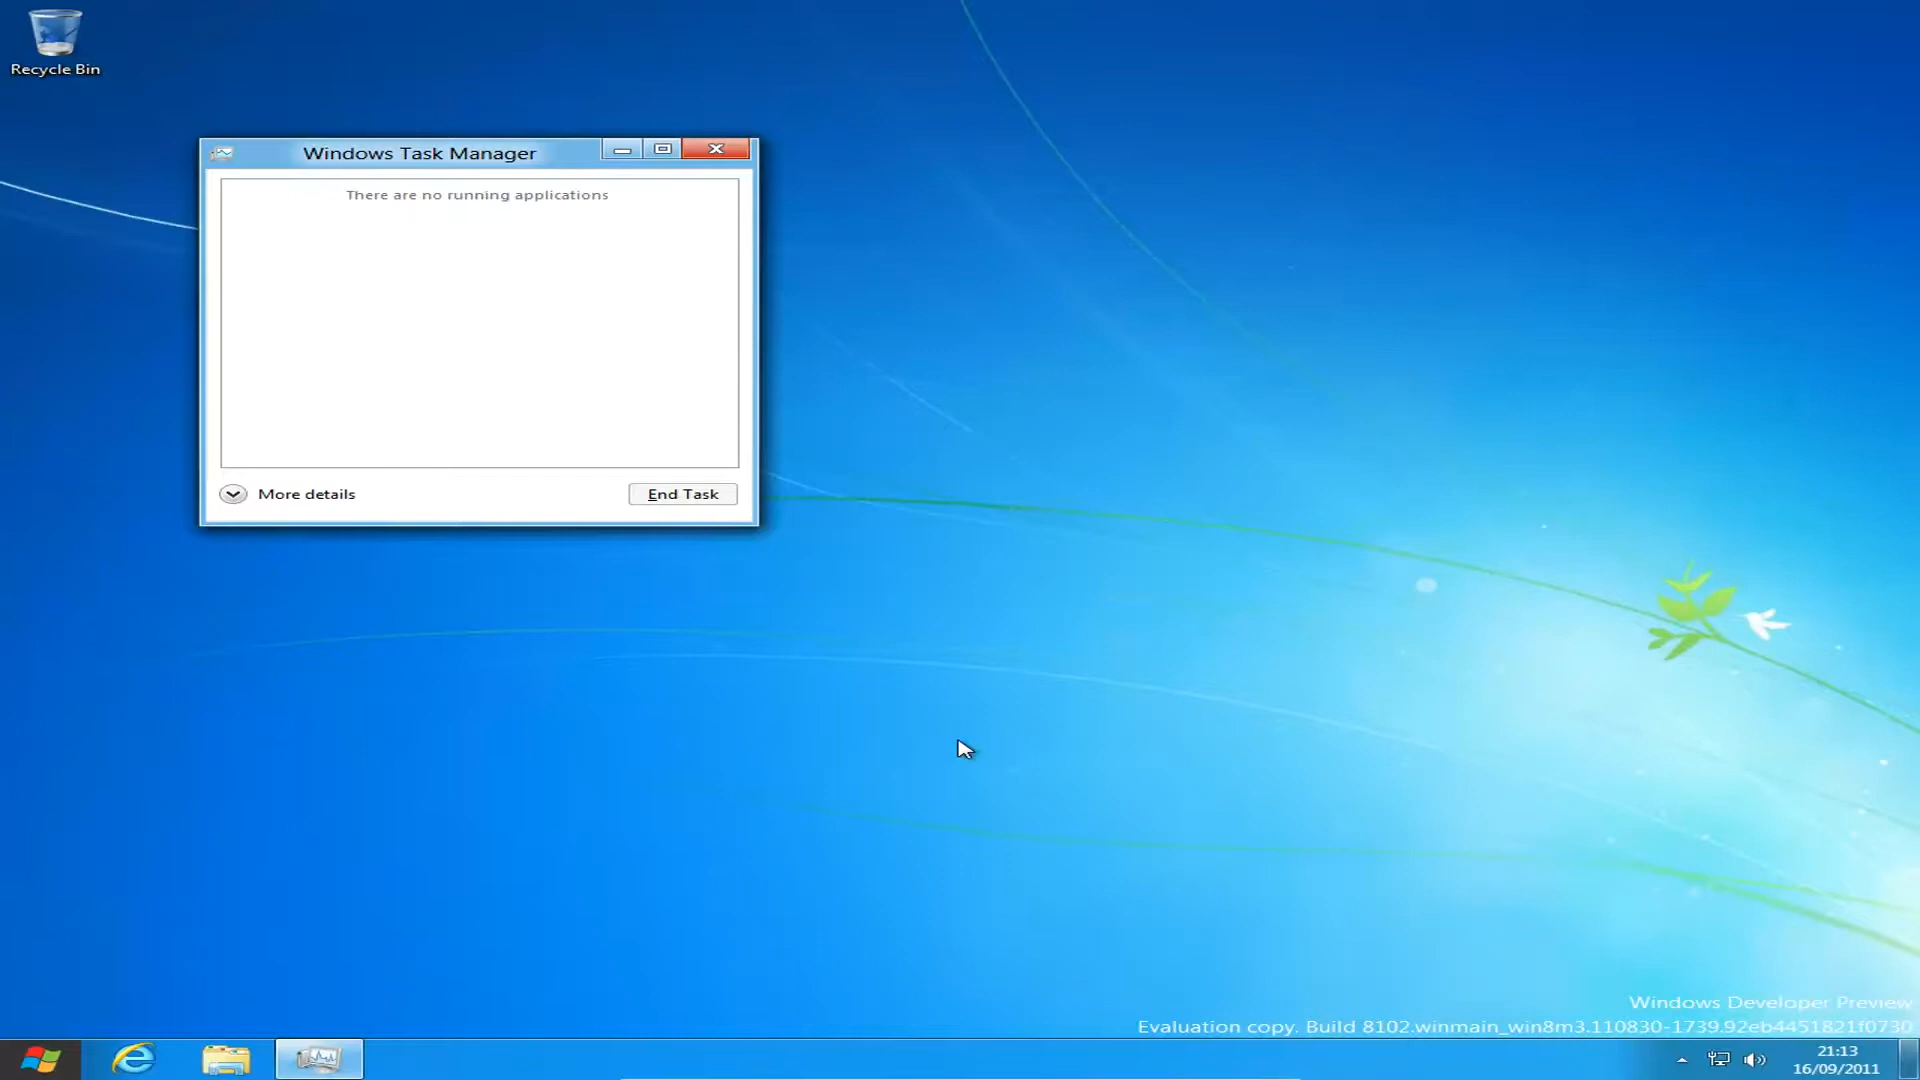 Recycle Bin
Windows Task Manager
There are no running applications
More details
End Task
Windows Developer Preview
Evaluation copy. Build 8102.winmain_win8m3.110830-1739.92eb4451821f0730
21:13
16/09/2011